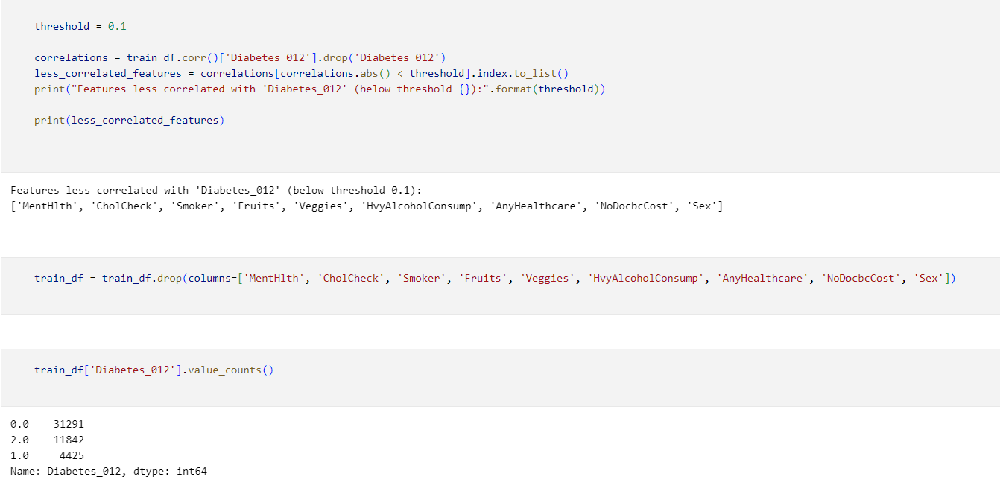 threshold = 0.1
correlations = train_df.corr()['Diabetes_012'].drop('Diabetes_012')
less_correlated_features = correlations[correlations.abs() < threshold].index.to_list()
print("Features less correlated with 'Diabetes_012' (below threshold {}):".format(threshold))
print(less_correlated_features)
Features less correlated with 'Diabetes_012' (below threshold 0.1):
['MentHlth', 'CholCheck', 'Smoker', 'Fruits', 'Veggies', 'HvyAlcoholConsump', 'AnyHealthcare', 'NoDocbcCost', 'Sex']
train_df = train_df.drop(columns=['MentHlth', 'CholCheck', 'Smoker', 'Fruits', 'Veggies', 'HvyAlcoholConsump', 'AnyHealthcare', 'NoDocbcCost', 'Sex'])
train_df['Diabetes_012'].value_counts()
0.0    31291
2.0    11842
1.0     4425
Name: Diabetes_012, dtype: int64